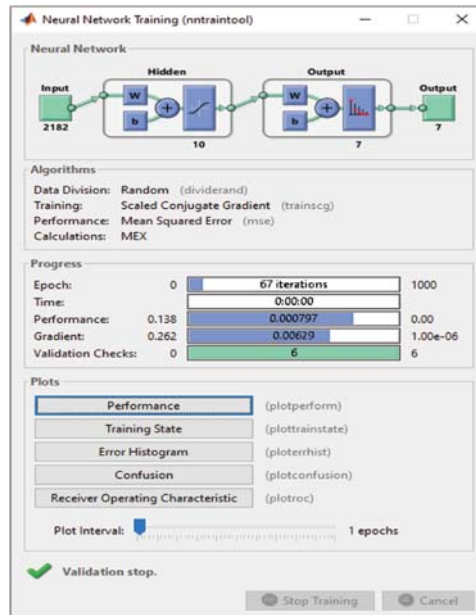 Neural Network Training (nntraintool)
Neural Network
Hidden Output
Input Output
W W
b b
2182 10 7 7
Algorithms
Data Division: Random (dividerand)
Training: Scaled Conjugate Gradient (trainscg)
Performance: Mean Squared Error (mse)
Calculations: MEX
Progress
Epoch: 0 67 iterations 1000
Time: 0:00:00
Performance: 0.138 0.000797 0.00
Gradient: 0.262 0.00629 1.00e-06
Validation Checks: 0 6 6
Plots
Performance (plotperform)
Training State (plottrainstate)
Error Histogram (ploterrhist)
Confusion (plotconfusion)
Receiver Operating Characteristic (plotroc)
Plot Interval: 1 epochs
Validation stop.
Stop Training Cancel